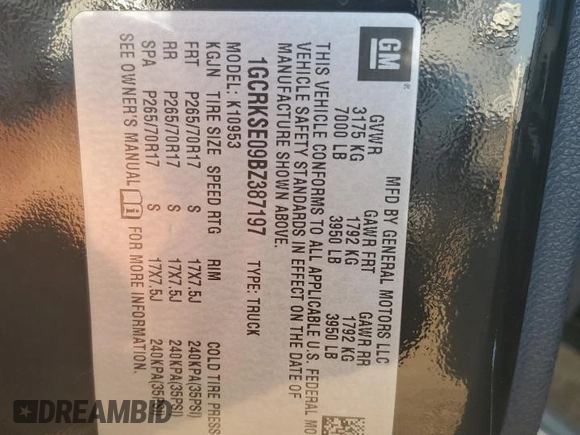 GM
®
MFD BY GENERAL MOTORS LLC
GVWR GAWR FRT GAWR RR
3175 KG 1792 KG 1792 KG
7000 LB 3950 LB 3950 LB
THIS VEHICLE CONFORMS TO ALL APPLICABLE U.S. FEDERAL MO
VEHICLE SAFETY STANDARDS IN EFFECT ON THE DATE OF
MANUFACTURE SHOWN ABOVE.
1GCRKSE09BZ387197 TYPE: TRUCK
MODEL: K10953
KGJN TIRE SIZE SPEED RTG RIM COLD TIRE PRESS
FRT P265/70R17 S 17X7.5J 240KPA(35PSI)
RR P265/70R17 S 17X7.5J 240KPA(35PSI)
SPA P265/70R17 S 17X7.5J 240KPA(35PSI)
SEE OWNER'S MANUAL FOR MORE INFORMATION.
DREAMBID